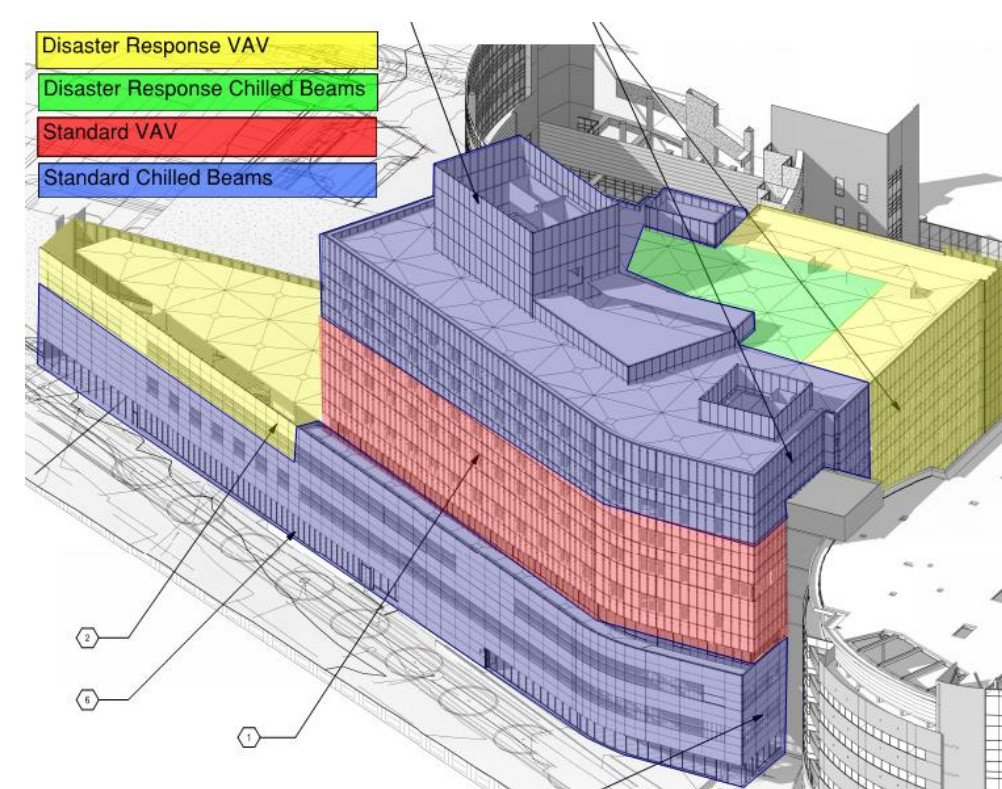 Disaster Response VAV
Disaster Response Chilled Beams
Standard VAV
Standard Chilled Beams
2
6
1